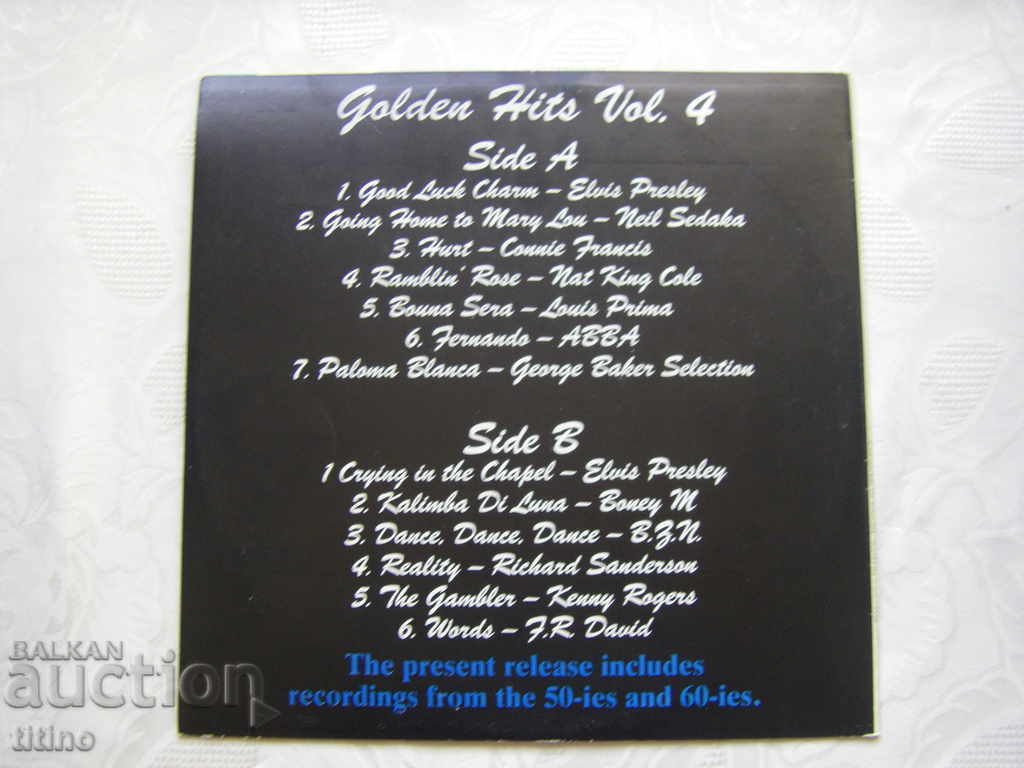 Golden Hits Vol. 4
Side A
1. Good Luck Charm – Elvis Presley
2. Going Home to Mary Lou – Neil Sedaka
3. Hurt – Connie Francis
4. Ramblin' Rose – Nat King Cole
5. Bouna Sera – Louis Prima
6. Fernando – ABBA
7. Paloma Blanca – George Baker Selection
Side B
1 Crying in the Chapel – Elvis Presley
2. Kalimba Di Luna – Boney M
3. Dance, Dance, Dance – B.Z.N.
4. Reality – Richard Sanderson
5. The Gambler – Kenny Rogers
6. Words – F.R. David
The present release includes
recordings from the 50-ies and 60-ies.
BALKAN
auction
titino